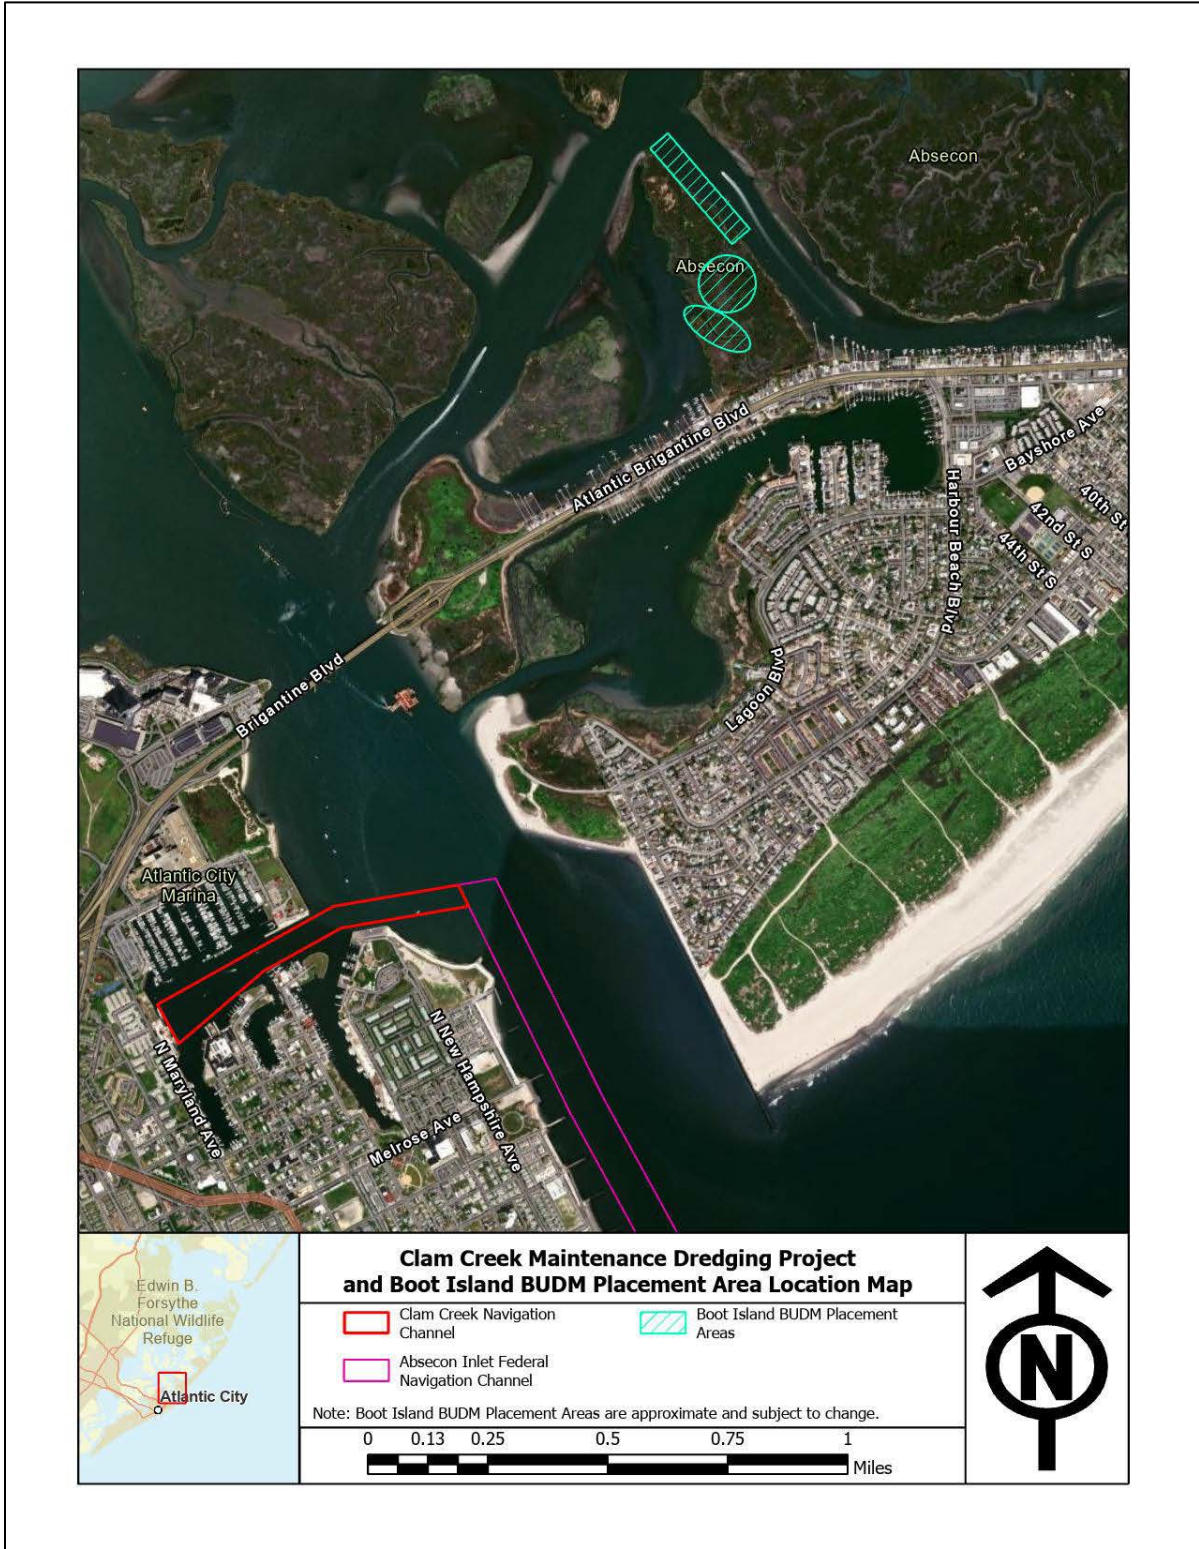 Absecon
Absecon
Atlantic Brigantine Blvd
Bayshore Ave
40th St
42nd St S
44th St S
Harbour Beach Blvd
Brigantine Blvd
Lagoon Blvd
Atlantic City
Marina
N Maryland Ave
N New Hampshire Ave
Melrose Ave
Edwin B.
Forsythe
National Wildlife
Refuge
Atlantic City
Clam Creek Maintenance Dredging Project
and Boot Island BUDM Placement Area Location Map
Clam Creek Navigation
Channel
Boot Island BUDM Placement
Areas
Absecon Inlet Federal
Navigation Channel
Note: Boot Island BUDM Placement Areas are approximate and subject to change.
0 0.13 0.25 0.5 0.75 1
Miles
N